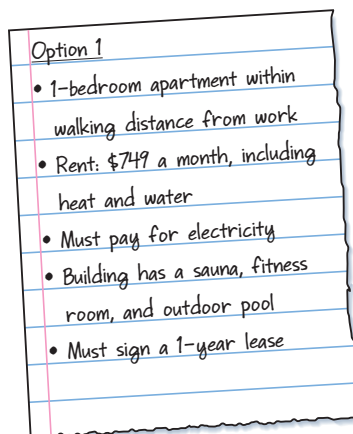 Option 1
• 1-bedroom apartment within
walking distance from work
• Rent: $749 a month, including
heat and water
• Must pay for electricity
• Building has a sauna, fitness
room, and outdoor pool
• Must sign a 1-year lease